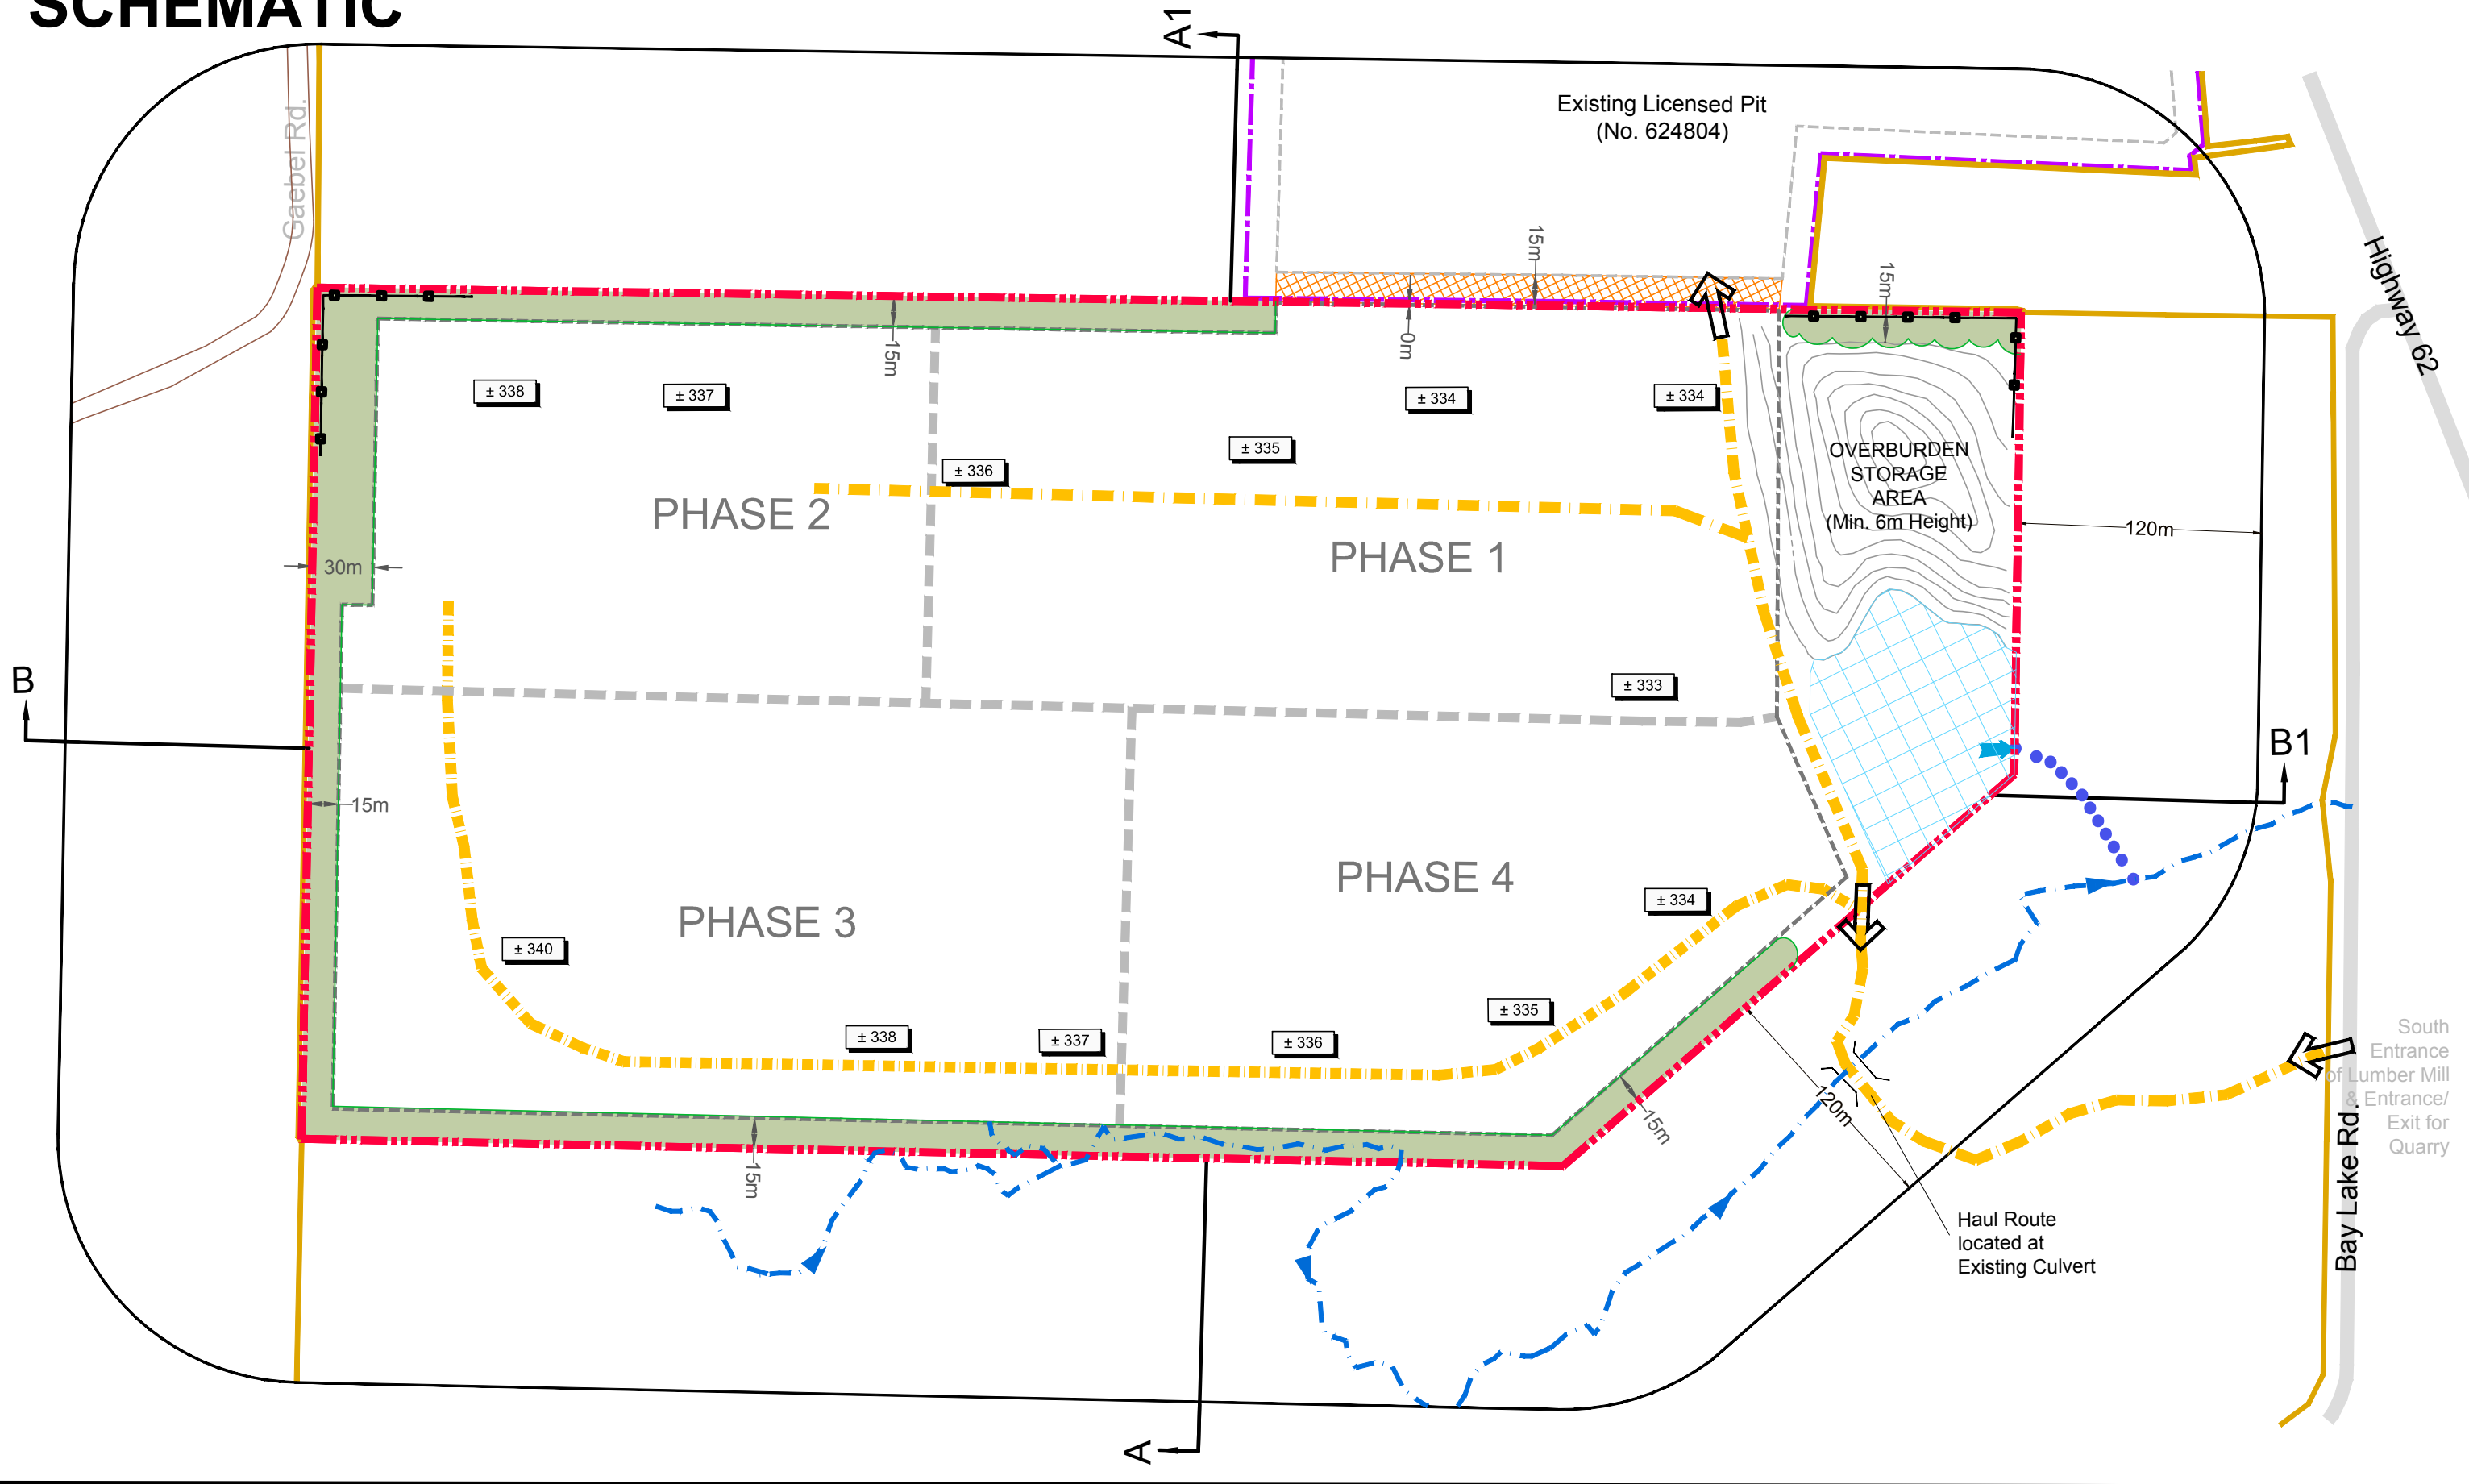 SCHEMATIC
A1
Existing Licensed Pit
(No. 624804)
Gaebel Rd.
Highway 62
15m
15m
15m
0m
± 338
± 337
± 334
± 334
± 335
± 336
OVERBURDEN
STORAGE
AREA
(Min. 6m Height)
120m
PHASE 2
PHASE 1
30m
± 333
B
B1
15m
PHASE 3
PHASE 4
± 334
± 340
± 335
± 338
± 337
± 336
South
Entrance
of Lumber Mill
& Entrance/
Exit for
Quarry
120m
15m
15m
Bay Lake Rd.
Haul Route
located at
Existing Culvert
A